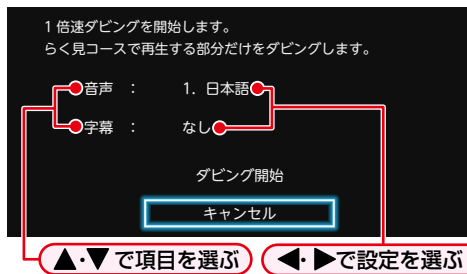 1倍速ダビングを開始します。
らく見コースで再生する部分だけをダビングします。
音声 : 1. 日本語
字幕 : なし
ダビング開始
キャンセル
▲・▼で項目を選ぶ ◀・▶で設定を選ぶ